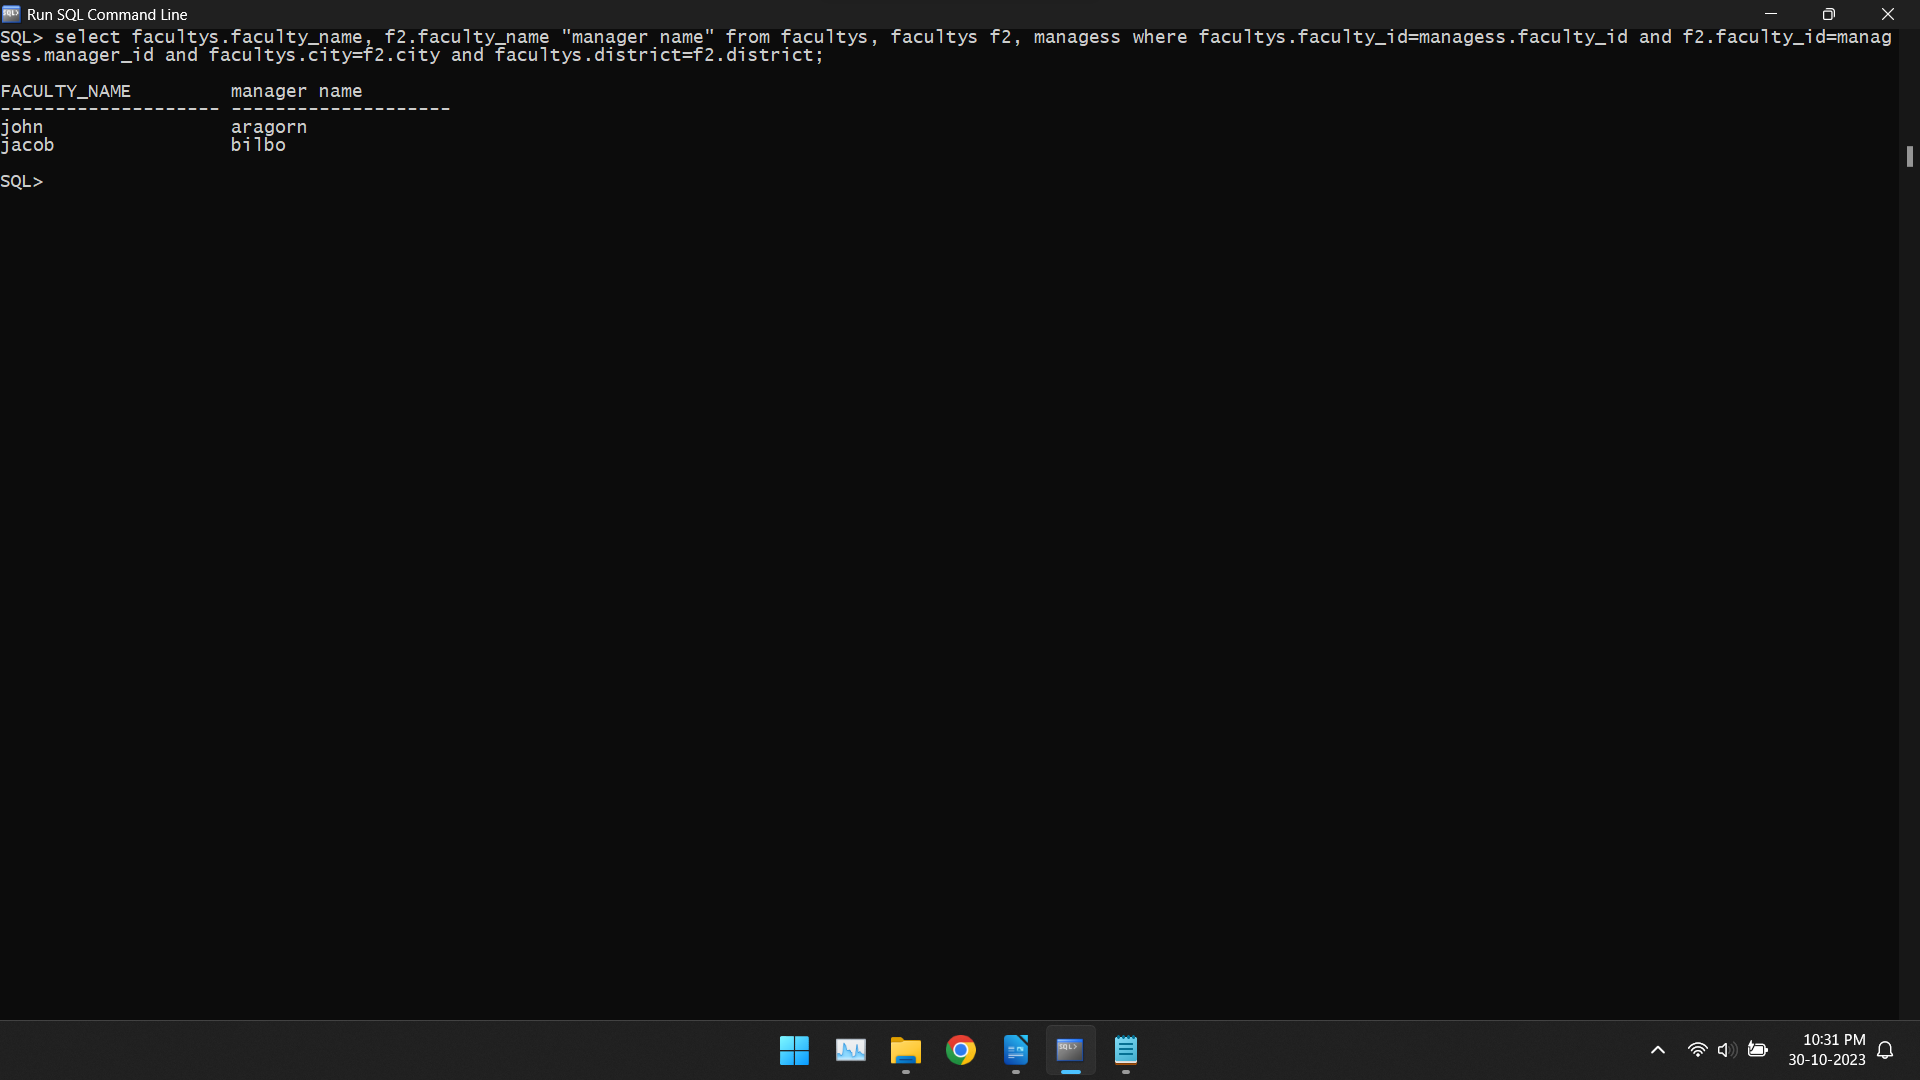 Run SQL Command Line
SQL> select facultys.faculty_name, f2.faculty_name "manager name" from facultys, facultys f2, managess where facultys.faculty_id=managess.faculty_id and f2.faculty_id=manag
ess.manager_id and facultys.city=f2.city and facultys.district=f2.district;
FACULTY_NAME         manager name
-------------------- --------------------
john                 aragorn
jacob                bilbo
SQL>
10:31 PM
30-10-2023